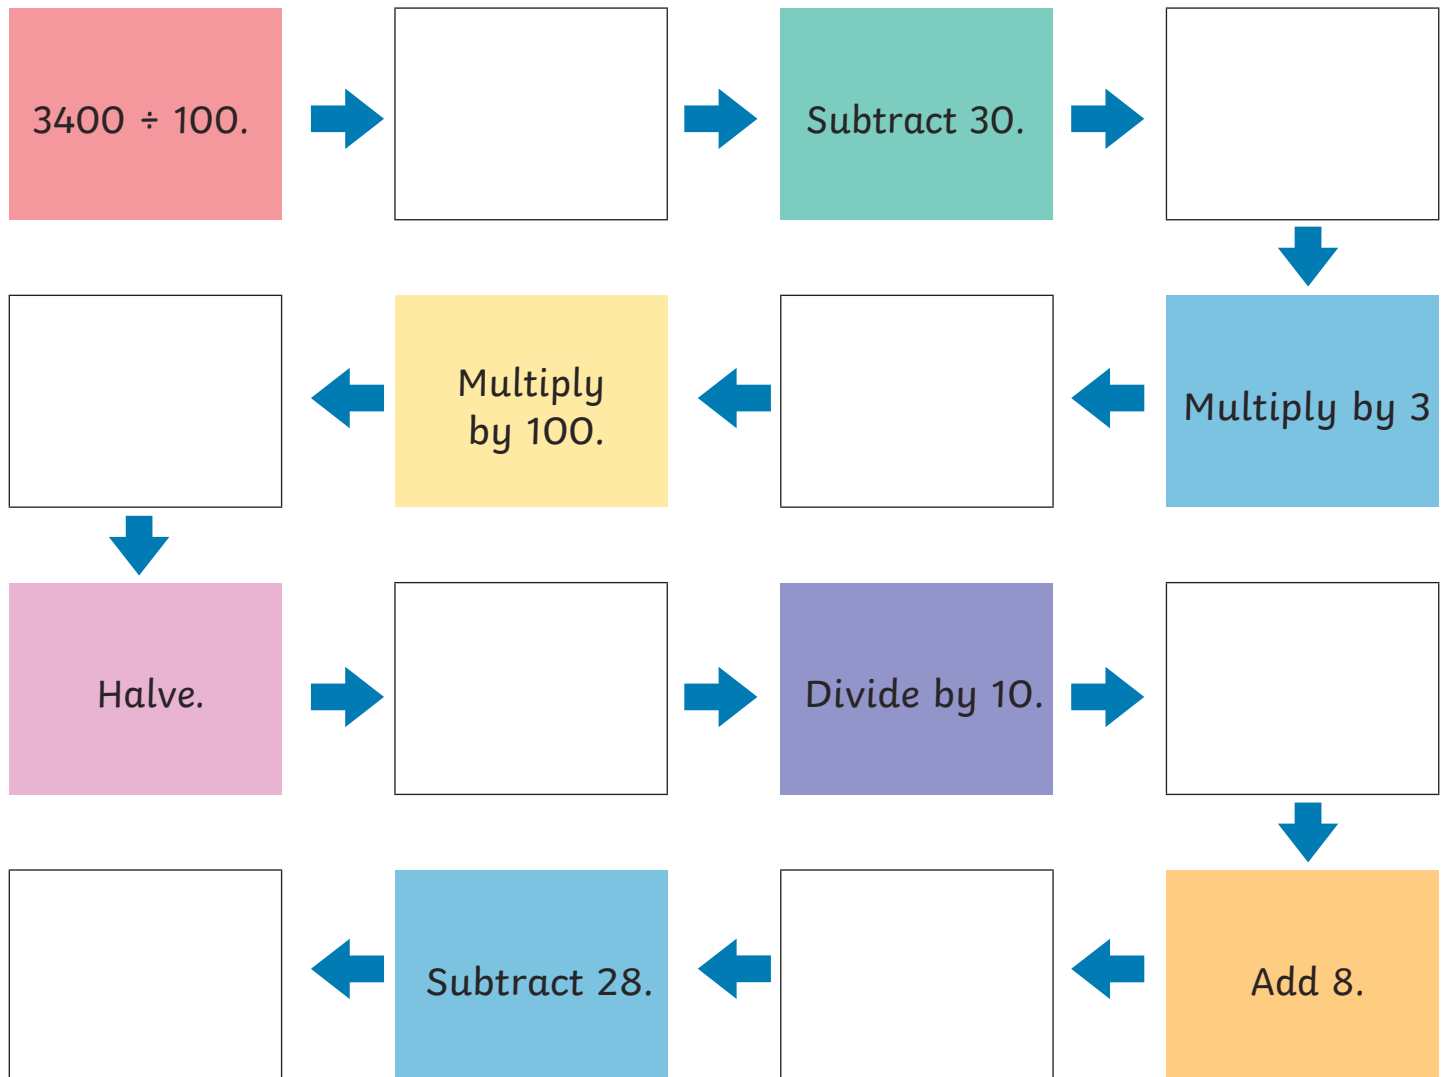 3400 ÷ 100.
Subtract 30.
Multiply
by 100.
Multiply by 3
Halve.
Divide by 10.
Subtract 28.
Add 8.